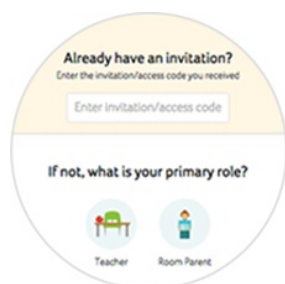 Already have an invitation?
Enter the invitation/access code you received
Enter invitation/access code
If not, what is your primary role?
Teacher
Room Parent